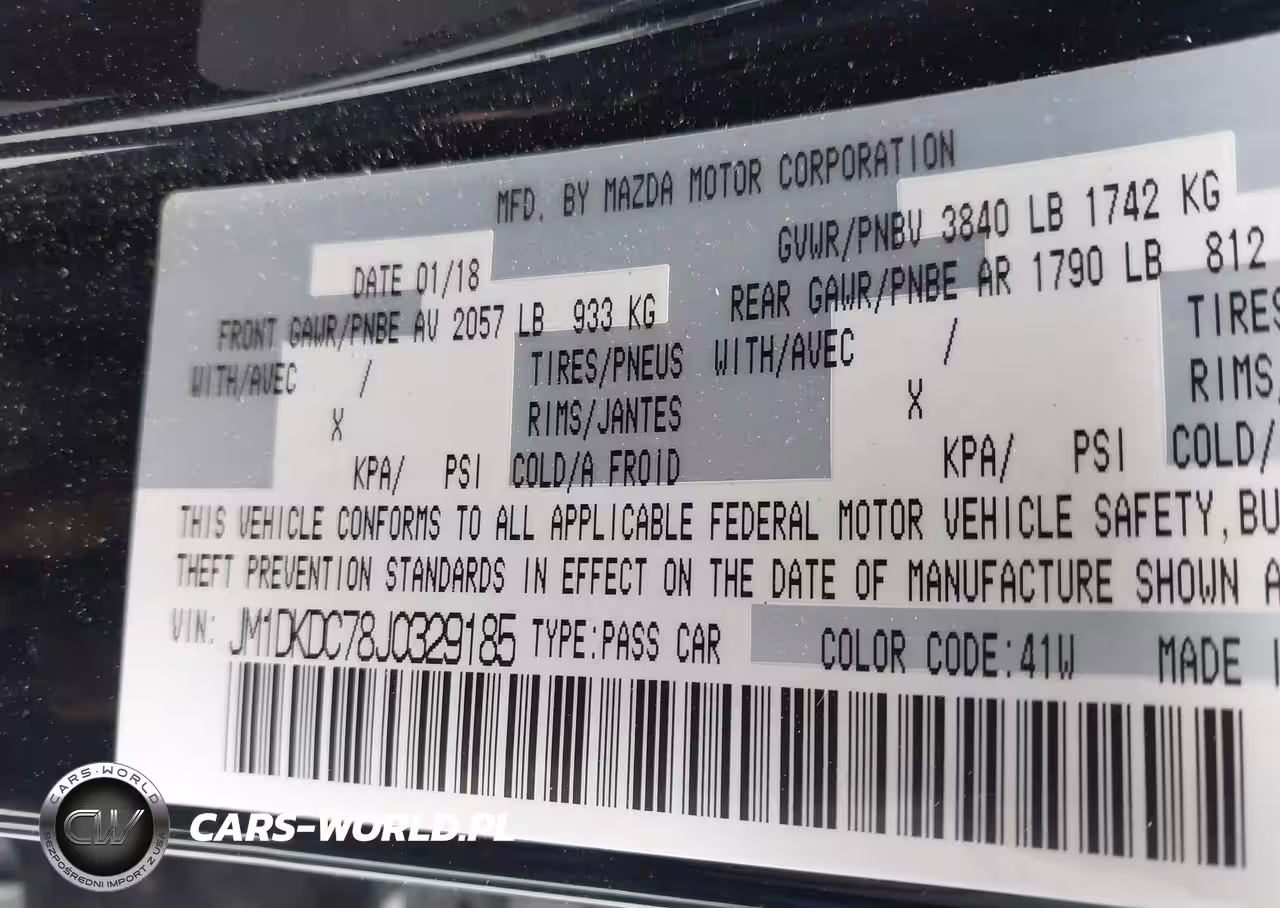 MFD. BY MAZDA MOTOR CORPORATION
DATE 01/18
GVWR/PNBV 3840 LB 1742 KG
FRONT GAWR/PNBE AV 2057 LB 933 KG
REAR GAWR/PNBE AR 1790 LB 812
WITH/AVEC / TIRES/PNEUS WITH/AVEC / TIRES
X RIMS/JANTES X RIMS/
KPA/ PSI COLD/A FROID KPA/ PSI COLD/
THIS VEHICLE CONFORMS TO ALL APPLICABLE FEDERAL MOTOR VEHICLE SAFETY, BU
THEFT PREVENTION STANDARDS IN EFFECT ON THE DATE OF MANUFACTURE SHOWN A
VIN: JM1DKDC78J0329185 TYPE:PASS CAR COLOR CODE:41W MADE I
CARS-WORLD
CW
BEZPOŚREDNI IMPORT Z USA
CARS-WORLD.PL